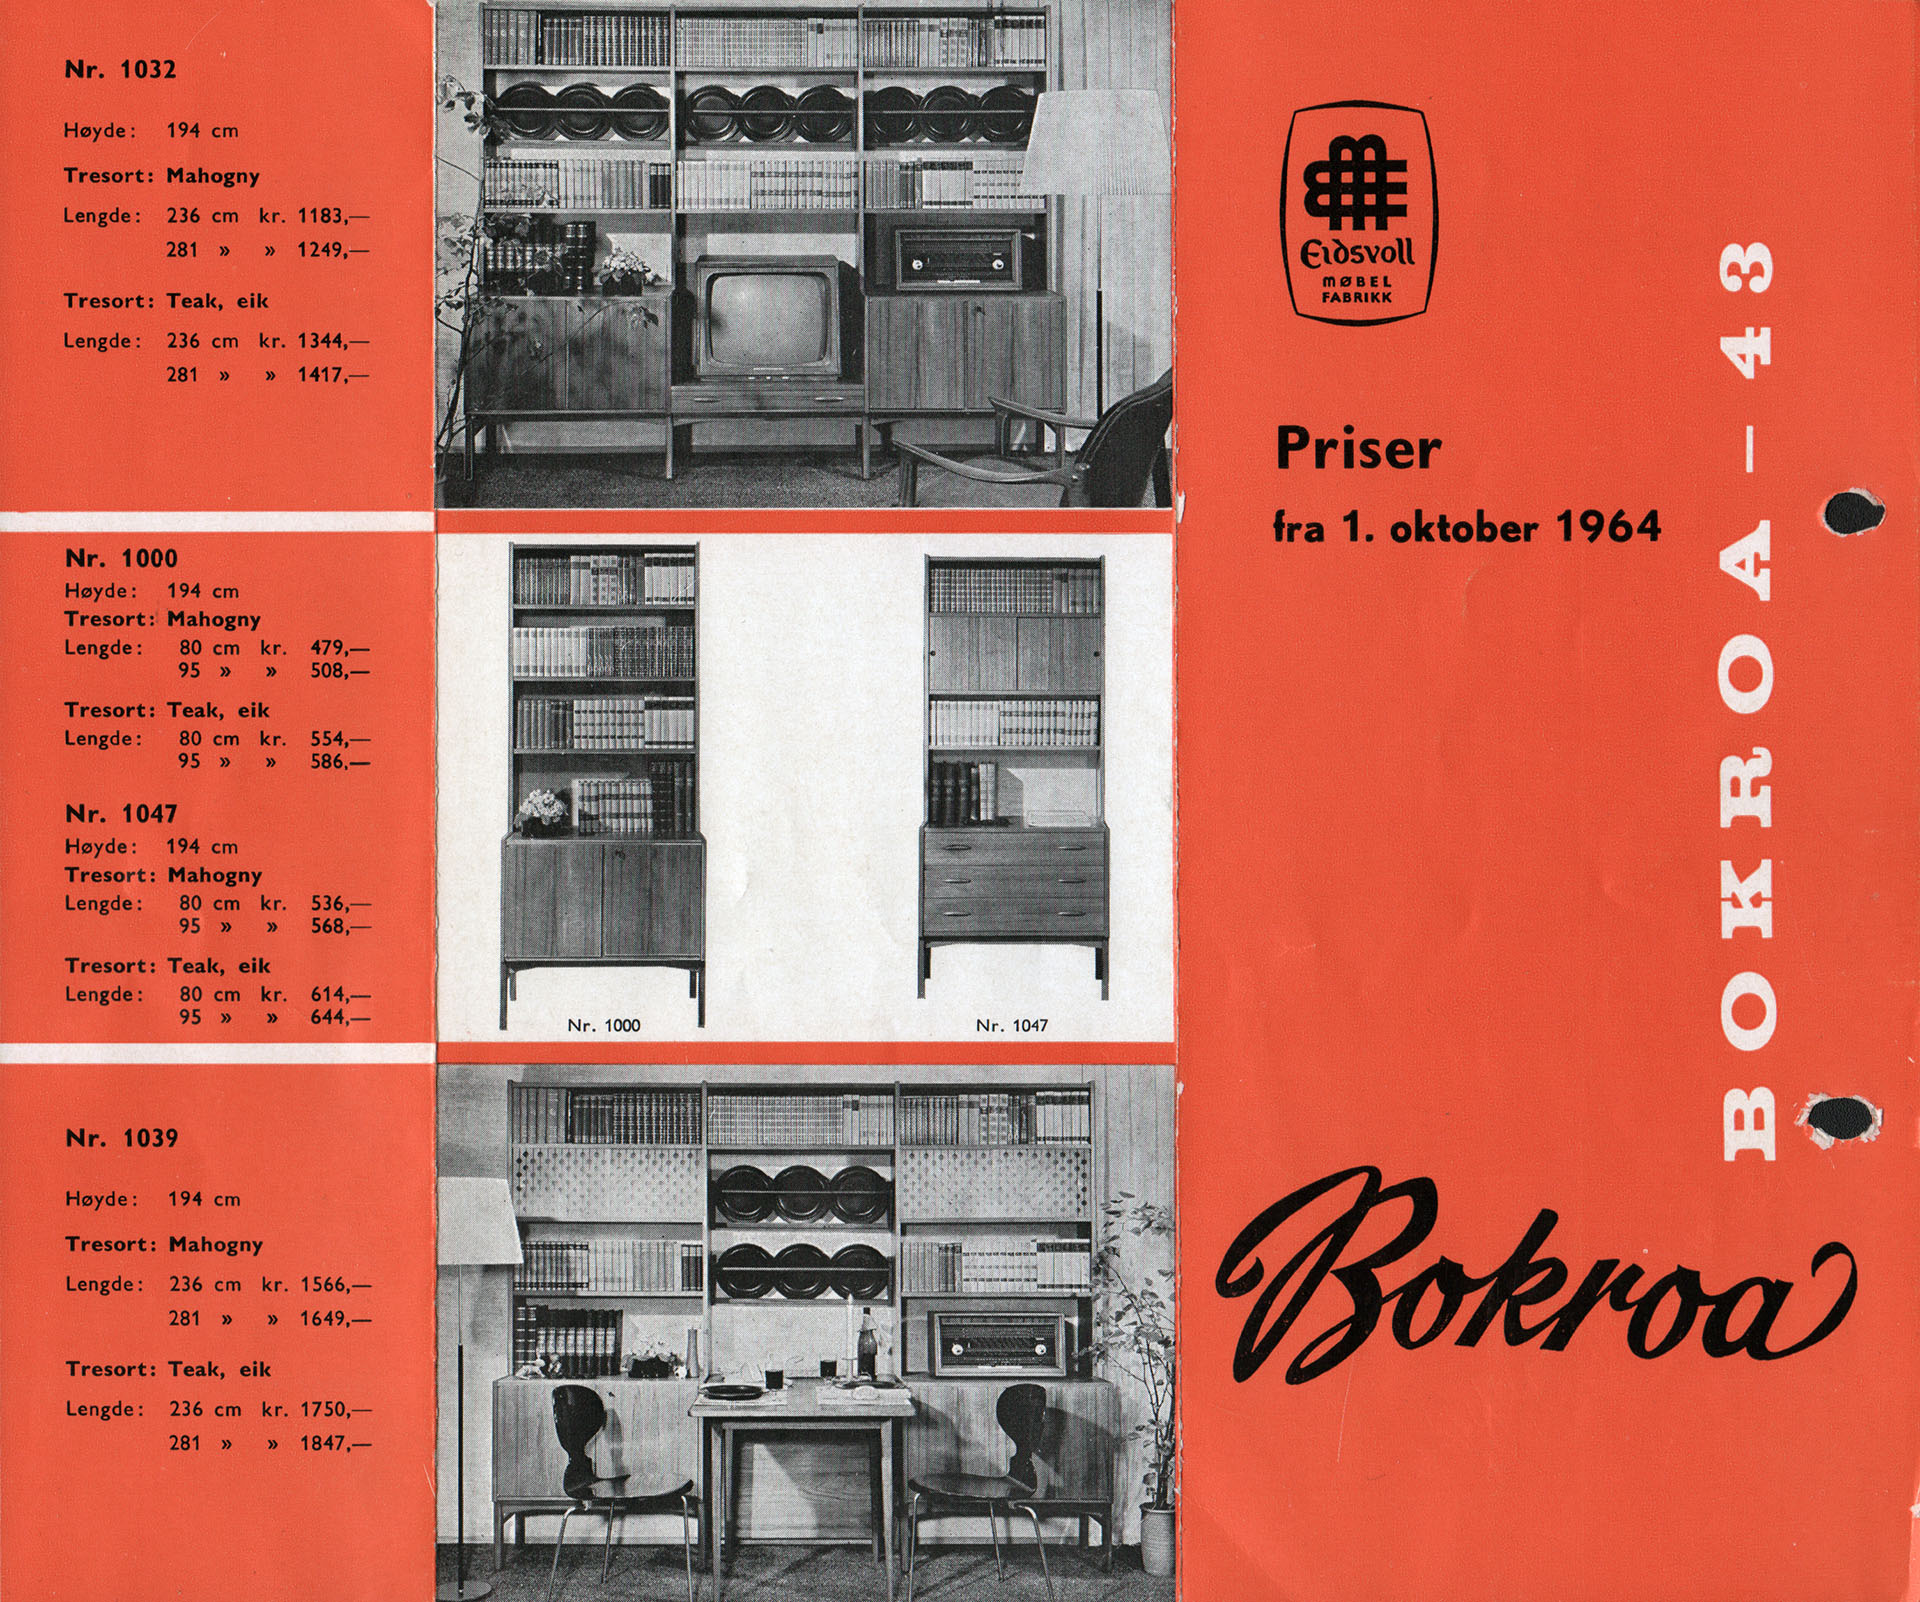 Nr. 1032
Høyde: 194 cm
Tresort: Mahogny
Lengde: 236 cm kr. 1183,—
281 » » 1249,—
Tresort: Teak, eik
Lengde: 236 cm kr. 1344,—
281 » » 1417,—
Nr. 1000
Høyde: 194 cm
Tresort: Mahogny
Lengde: 80 cm kr. 479,—
95 » » 508,—
Tresort: Teak, eik
Lengde: 80 cm kr. 554,—
95 » » 586,—
Nr. 1047
Høyde: 194 cm
Tresort: Mahogny
Lengde: 80 cm kr. 536,—
95 » » 568,—
Tresort: Teak, eik
Lengde: 80 cm kr. 614,—
95 » » 644,—
Nr. 1039
Høyde: 194 cm
Tresort: Mahogny
Lengde: 236 cm kr. 1566,—
281 » » 1649,—
Tresort: Teak, eik
Lengde: 236 cm kr. 1750,—
281 » » 1847,—
Nr. 1000
Nr. 1047
Eidsvoll
MØBEL
FABRIKK
Priser
fra 1. oktober 1964
BOKROA – 43
Bokroa